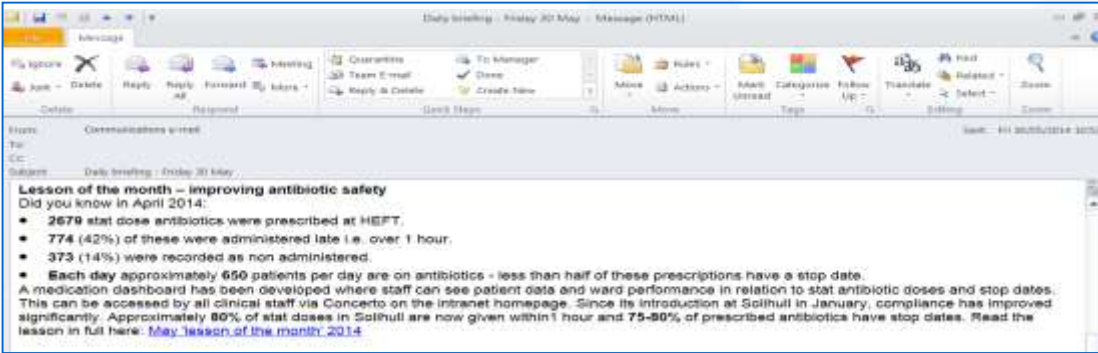 Daily briefing - Friday 30 May - Message (HTML)
Message
Ignore
Delete
Reply
Reply All
Forward
Meeting
Quarantine
To Manager
Team E-mail
Done
Reply & Delete
Create New
Move
Rules
Actions
Mark Unread
Categorize
Follow Up
Translate
Find
Related
Select
Zoom
Junk
More
Delete
Respond
Quick Steps
Move
Tags
Editing
Zoom
From: Communications e-mail
Sent: Fri 30/05/2014
To:
Cc:
Subject: Daily briefing - Friday 30 May
Lesson of the month – improving antibiotic safety
Did you know in April 2014:
• 2679 stat dose antibiotics were prescribed at HEFT.
• 774 (42%) of these were administered late i.e. over 1 hour.
• 373 (14%) were recorded as non administered.
• Each day approximately 650 patients per day are on antibiotics - less than half of these prescriptions have a stop date.
A medication dashboard has been developed where staff can see patient data and ward performance in relation to stat antibiotic doses and stop dates.
This can be accessed by all clinical staff via Concerto on the intranet homepage. Since its introduction at Solihull in January, compliance has improved
significantly. Approximately 80% of stat doses in Solihull are now given within1 hour and 75-80% of prescribed antibiotics have stop dates. Read the
lesson in full here: May 'lesson of the month' 2014